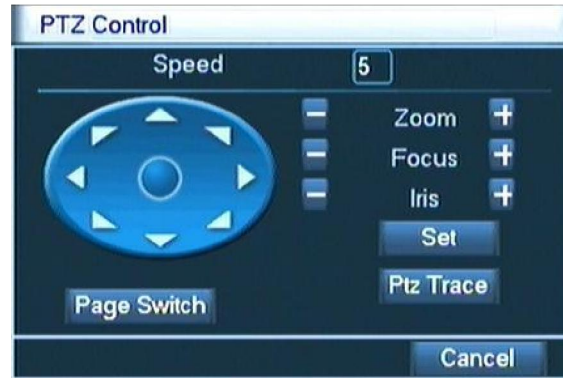 PTZ Control
Speed 5
- Zoom +
- Focus +
- Iris +
Set
Ptz Trace
Page Switch
Cancel